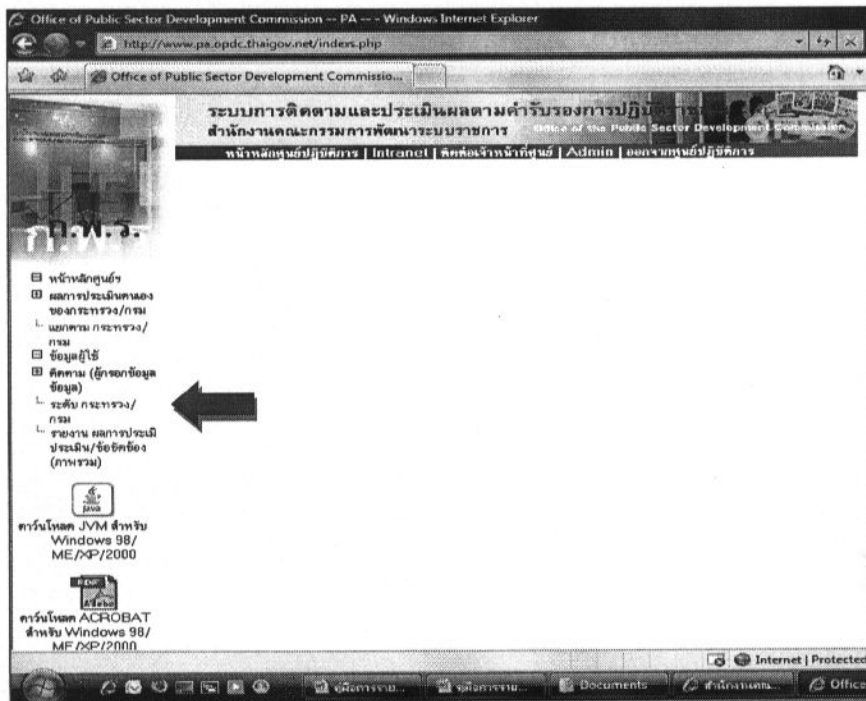 Office of Public Sector Development Commission -- PA -- - Windows Internet Explorer
http://www.pa.opdc.thaigov.net/indexs.php
Office of Public Sector Development Commissio...
ระบบการติดตามและประเมินผลตามคำรับรองการปฏิบัติราชการ
สำนักงานคณะกรรมการพัฒนาระบบราชการ Office of the Public Sector Development Commission
หน้าหลักศูนย์ปฏิบัติการ | Intranet | ติดต่อเจ้าหน้าที่ศูนย์ | Admin | ออกจากศูนย์ปฏิบัติการ
ก.พ.ร.
หน้าหลักศูนย์ฯ
ผลการประเมินตนเอง
ของกระทรวง/กรม
แยกตาม กระทรวง/
กรม
ข้อมูลผู้ใช้
ติดตาม (ผู้กรอกข้อมูล
ข้อมูล)
ระดับ กระทรวง/
กรม
รายงาน ผลการประเมิ
ประเมิน/ข้อขัดข้อง
(ภาพรวม)
Java
ดาว์นโหลด JVM สำหรับ
Windows 98/
ME/XP/2000
PDF
Adobe
ดาว์นโหลด ACROBAT
สำหรับ Windows 98/
ME/XP/2000
Internet | Protected
คู่มือการราย... คู่มือการราย... Documents สำนักงานคณ... Office